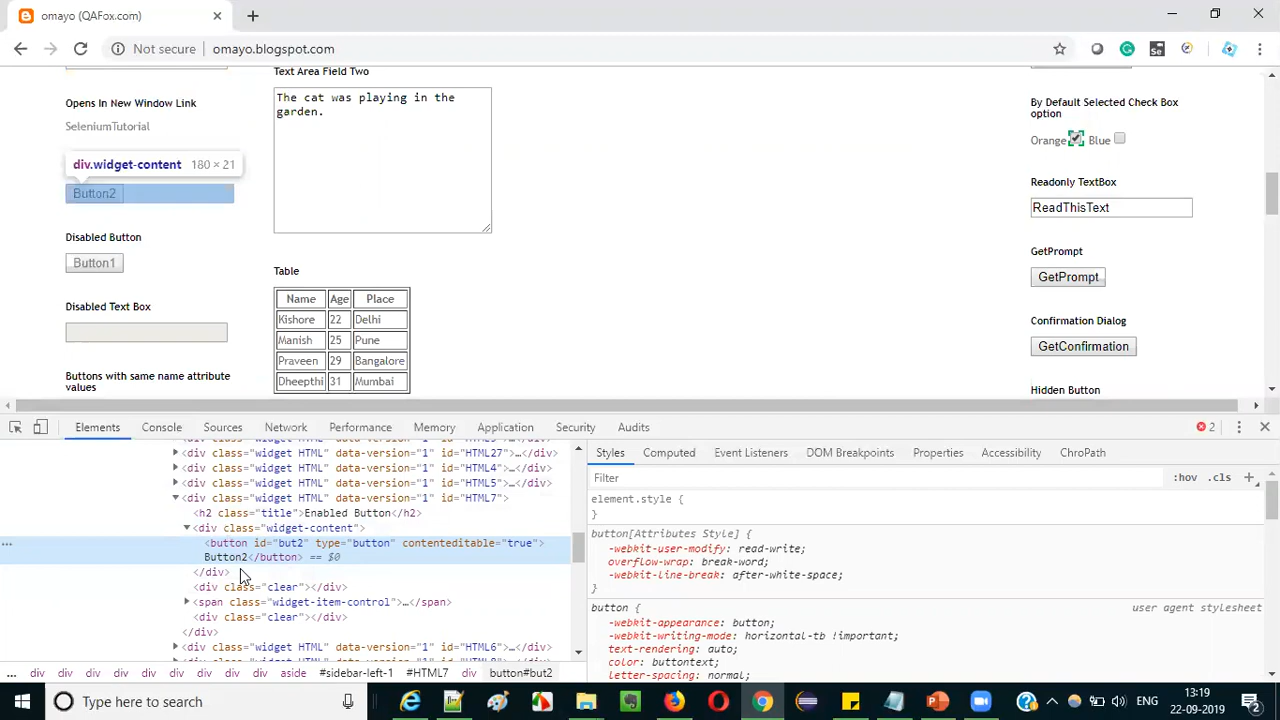 omayo (QAFox.com)
Not secure
omayo.blogspot.com
Opens In New Window Link
SeleniumTutorial
div.widget-content 180 × 21
Button2
Disabled Button
Button1
Disabled Text Box
Buttons with same name attribute
values
Text Area Field Two
The cat was playing in the
garden.
Table
Name Age Place
Kishore 22 Delhi
Manish 25 Pune
Praveen 29 Bangalore
Dheepthi 31 Mumbai
By Default Selected Check Box
option
Orange Blue
Readonly TextBox
ReadThisText
GetPrompt
GetPrompt
Confirmation Dialog
GetConfirmation
Hidden Button
Elements Console Sources Network Performance Memory Application Security Audits 2
<div class="widget HTML" data-version="1" id="HTML27">…</div>
<div class="widget HTML" data-version="1" id="HTML4">…</div>
<div class="widget HTML" data-version="1" id="HTML5">…</div>
<div class="widget HTML" data-version="1" id="HTML7">
<h2 class="title">Enabled Button</h2>
<div class="widget-content">
<button id="but2" type="button" contenteditable="true">
Button2</button> == $0
</div>
<div class="clear"></div>
<span class="widget-item-control">…</span>
<div class="clear"></div>
</div>
<div class="widget HTML" data-version="1" id="HTML6">…</div>
div div div div div div div aside #sidebar-left-1 #HTML7 div button#but2
Styles Computed Event Listeners DOM Breakpoints Properties Accessibility ChroPath
Filter :hov .cls
element.style {
}
button[Attributes Style] {
-webkit-user-modify: read-write;
overflow-wrap: break-word;
-webkit-line-break: after-white-space;
}
button { user agent stylesheet
-webkit-appearance: button;
-webkit-writing-mode: horizontal-tb !important;
text-rendering: auto;
color: buttontext;
letter-spacing: normal;
Type here to search
ENG
13:19
22-09-2019
2